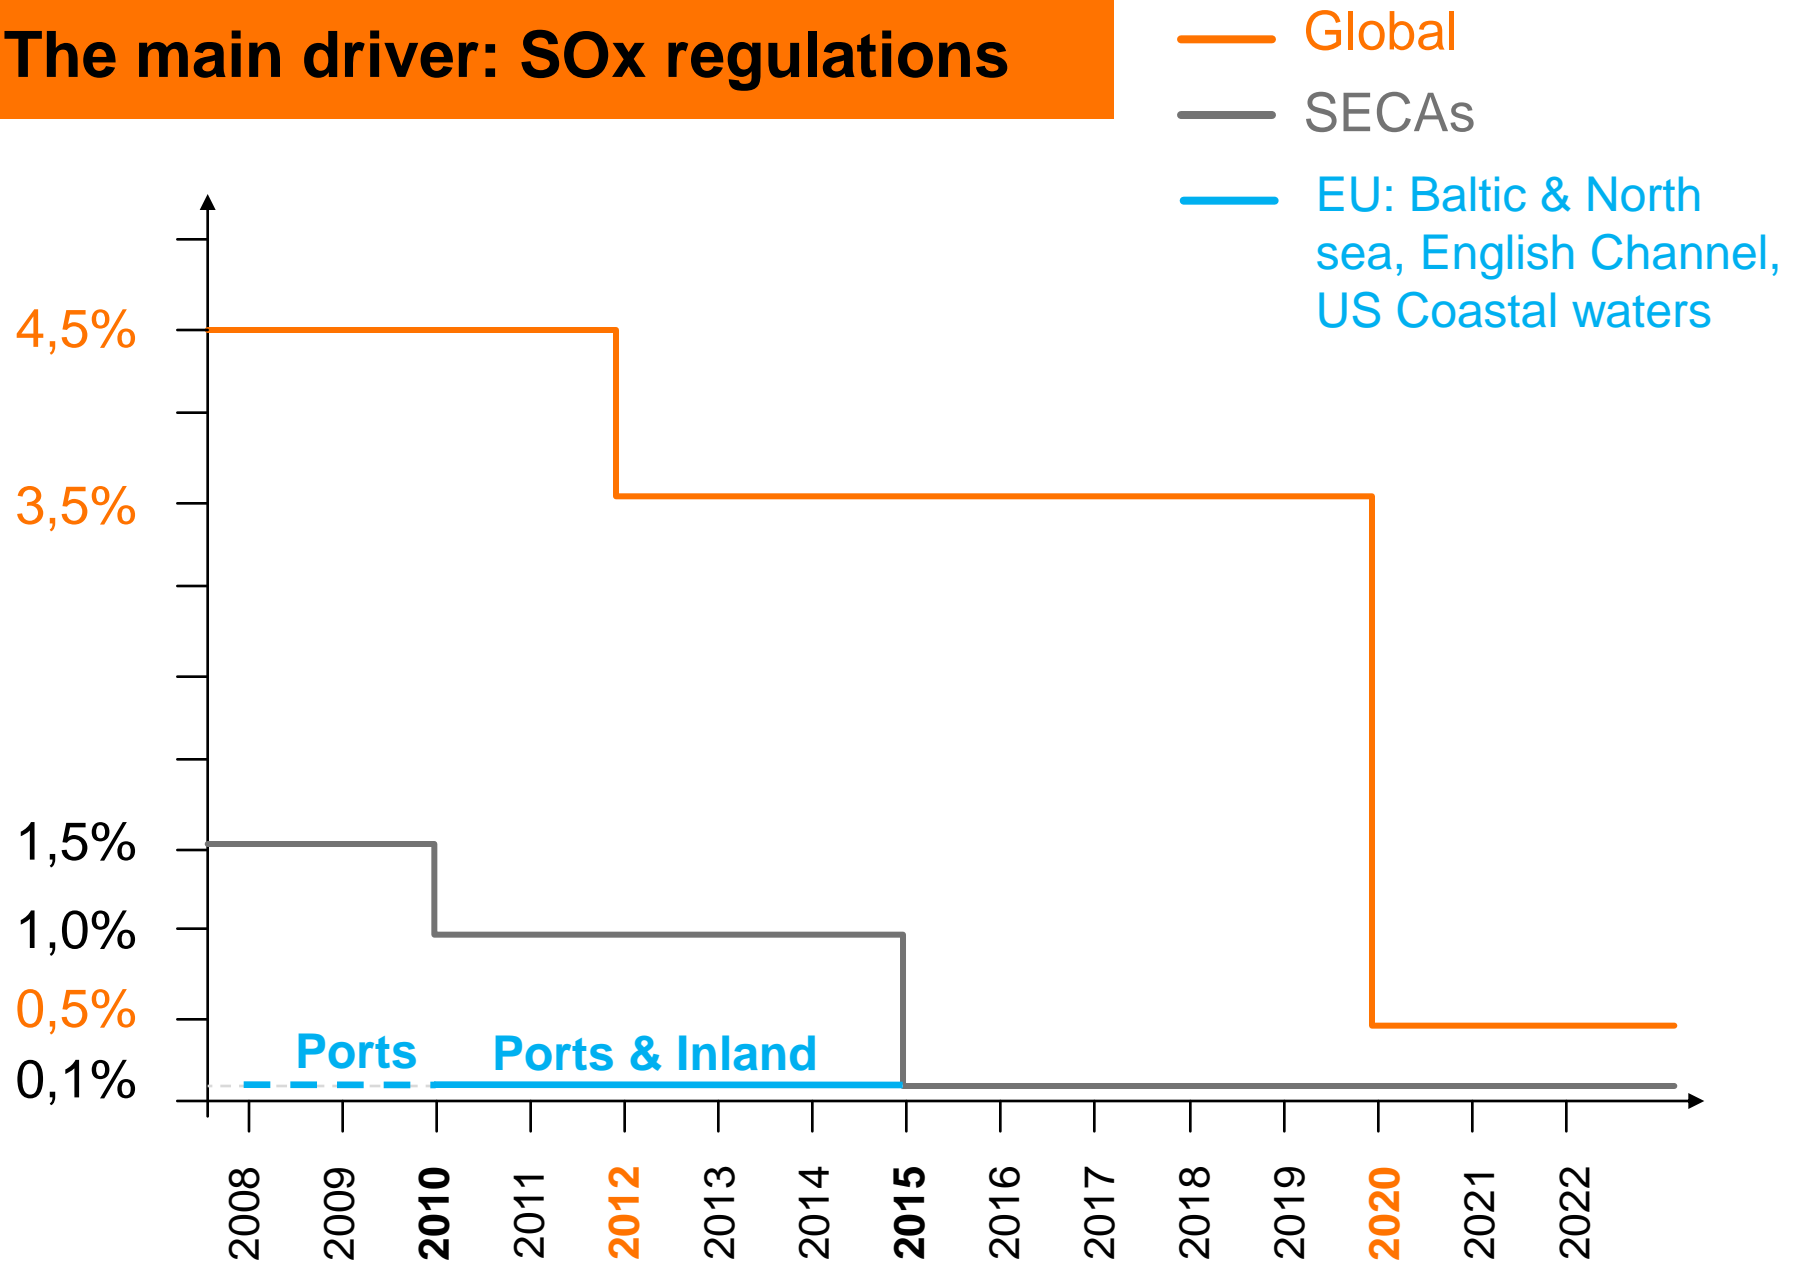 The main driver: SOx regulations
Global
SECAs
EU: Baltic & North
sea, English Channel,
US Coastal waters
4,5%
3,5%
1,5%
1,0%
0,5%
0,1%
Ports
Ports & Inland
2008
2009
2010
2011
2012
2013
2014
2015
2016
2017
2018
2019
2020
2021
2022